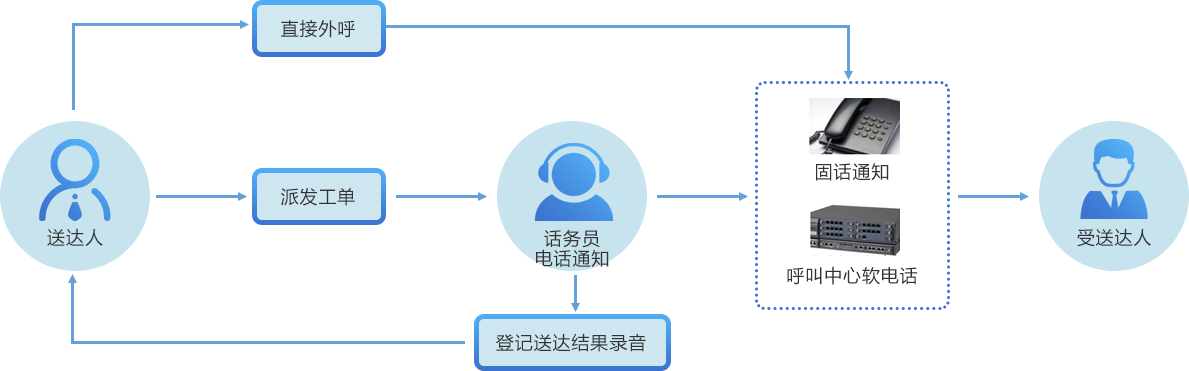 直接外呼
固话通知
送达人
派发工单
话务员
电话通知
呼叫中心软电话
受送达人
登记送达结果录音